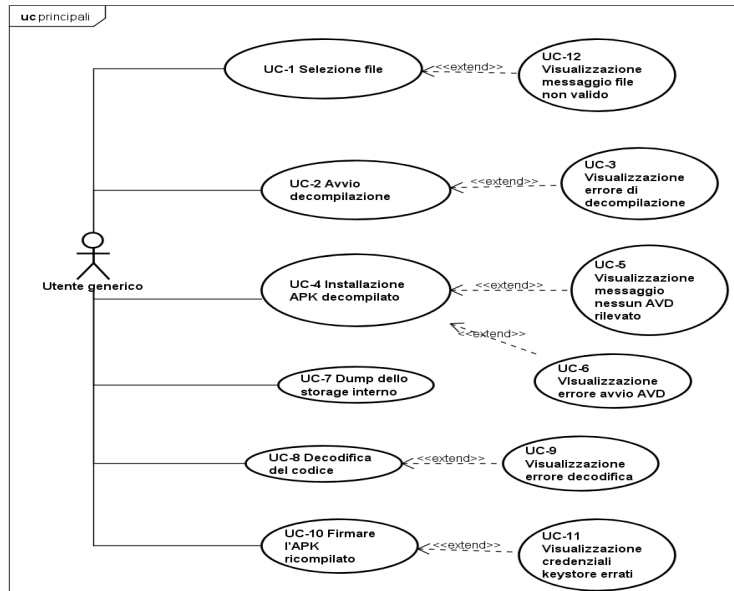 uc principali
UC-1 Selezione file
<<extend>>
UC-12
Visualizzazione
messaggio file
non valido
UC-2 Avvio
decompilazione
<<extend>>
UC-3
Visualizzazione
errore di
decompilazione
Utente generico
UC-4 Installazione
APK decompilato
<<extend>>
UC-5
Visualizzazione
messaggio
nessun AVD
rilevato
<<extend>>
UC-6
VIsualizzazione
errore avvio AVD
UC-7 Dump dello
storage interno
UC-8 Decodifica
del codice
<<extend>>
UC-9
Visualizzazione
errore decodifica
UC-10 Firmare
l'APK
ricompilato
<<extend>>
UC-11
Visualizzazione
credenziali
keystore errati